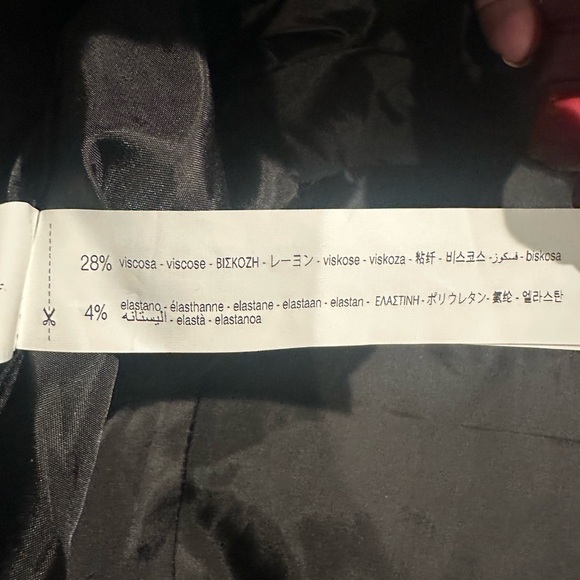 28% viscosa - viscose - ΒΙΣΚΟΖΗ - レーヨン - viskose - viskoza - 粘纤 - 비스코스 - فسكوز - biskosa
4% elastano - élasthanne - elastane - elastaan - elastan - ΕΛΑΣΤΙΝΗ - ポリウレタン - 氨纶 - 엘라스탄
اليستانه - elastà - elastanoa